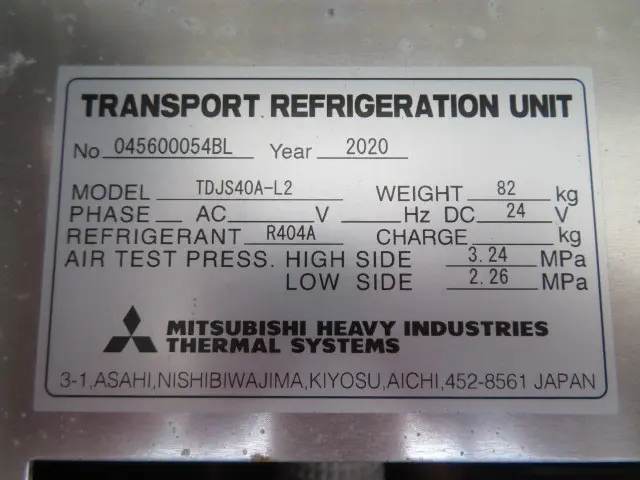 TRANSPORT REFRIGERATION UNIT
No 045600054BL Year 2020
MODEL TDJS40A-L2 WEIGHT 82 kg
PHASE AC V Hz DC 24 V
REFRIGERANT R404A CHARGE kg
AIR TEST PRESS. HIGH SIDE 3.24 MPa
LOW SIDE 2.26 MPa
MITSUBISHI HEAVY INDUSTRIES
THERMAL SYSTEMS
3-1,ASAHI,NISHIBIWAJIMA,KIYOSU,AICHI,452-8561 JAPAN